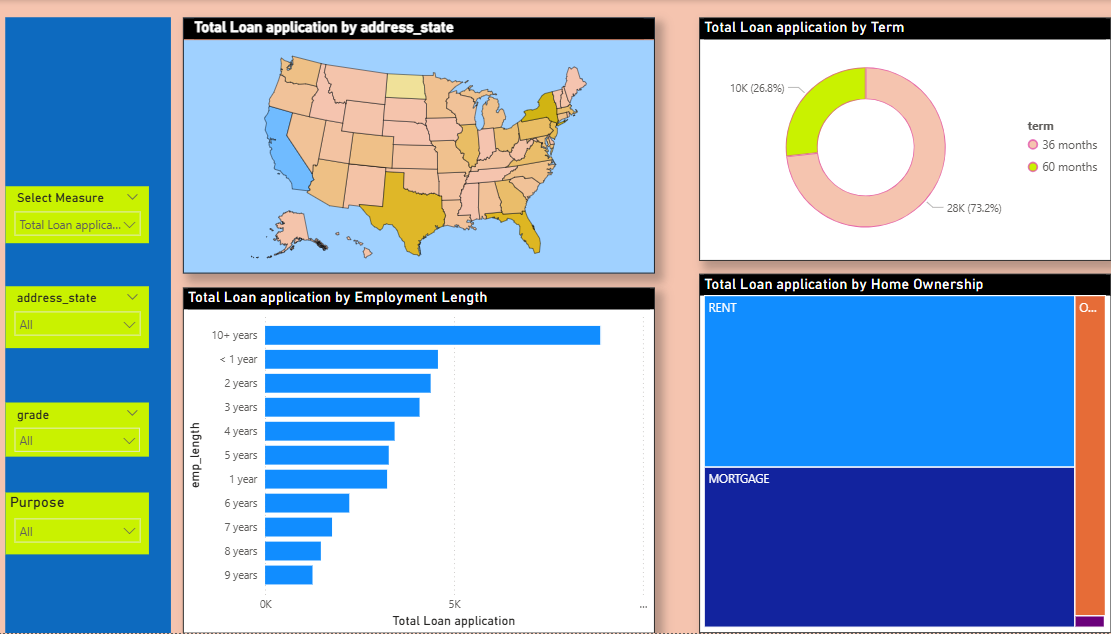 Select Measure
Total Loan applica...
address_state
All
grade
All
Purpose
All
Total Loan application by address_state
Total Loan application by Employment Length
emp_length
10+ years
< 1 year
2 years
3 years
4 years
5 years
1 year
6 years
7 years
8 years
9 years
0K
5K
...
Total Loan application
Total Loan application by Term
10K (26.8%)
28K (73.2%)
term
36 months
60 months
Total Loan application by Home Ownership
RENT
O...
MORTGAGE